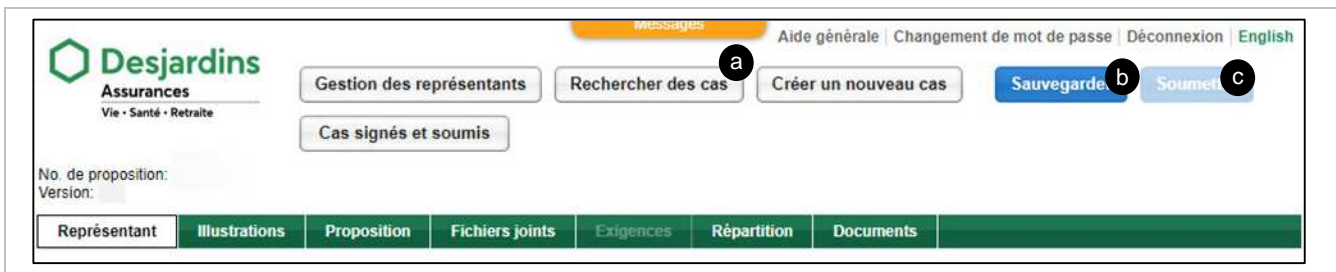 Messages
Aide générale | Changement de mot de passe | Déconnexion | English
Desjardins
Assurances
Vie • Santé • Retraite
Gestion des représentants
Rechercher des cas
a
Créer un nouveau cas
Sauvegarde
b
Soumet
c
Cas signés et soumis
No. de proposition:
Version:
Représentant
Illustrations
Proposition
Fichiers joints
Exigences
Répartition
Documents